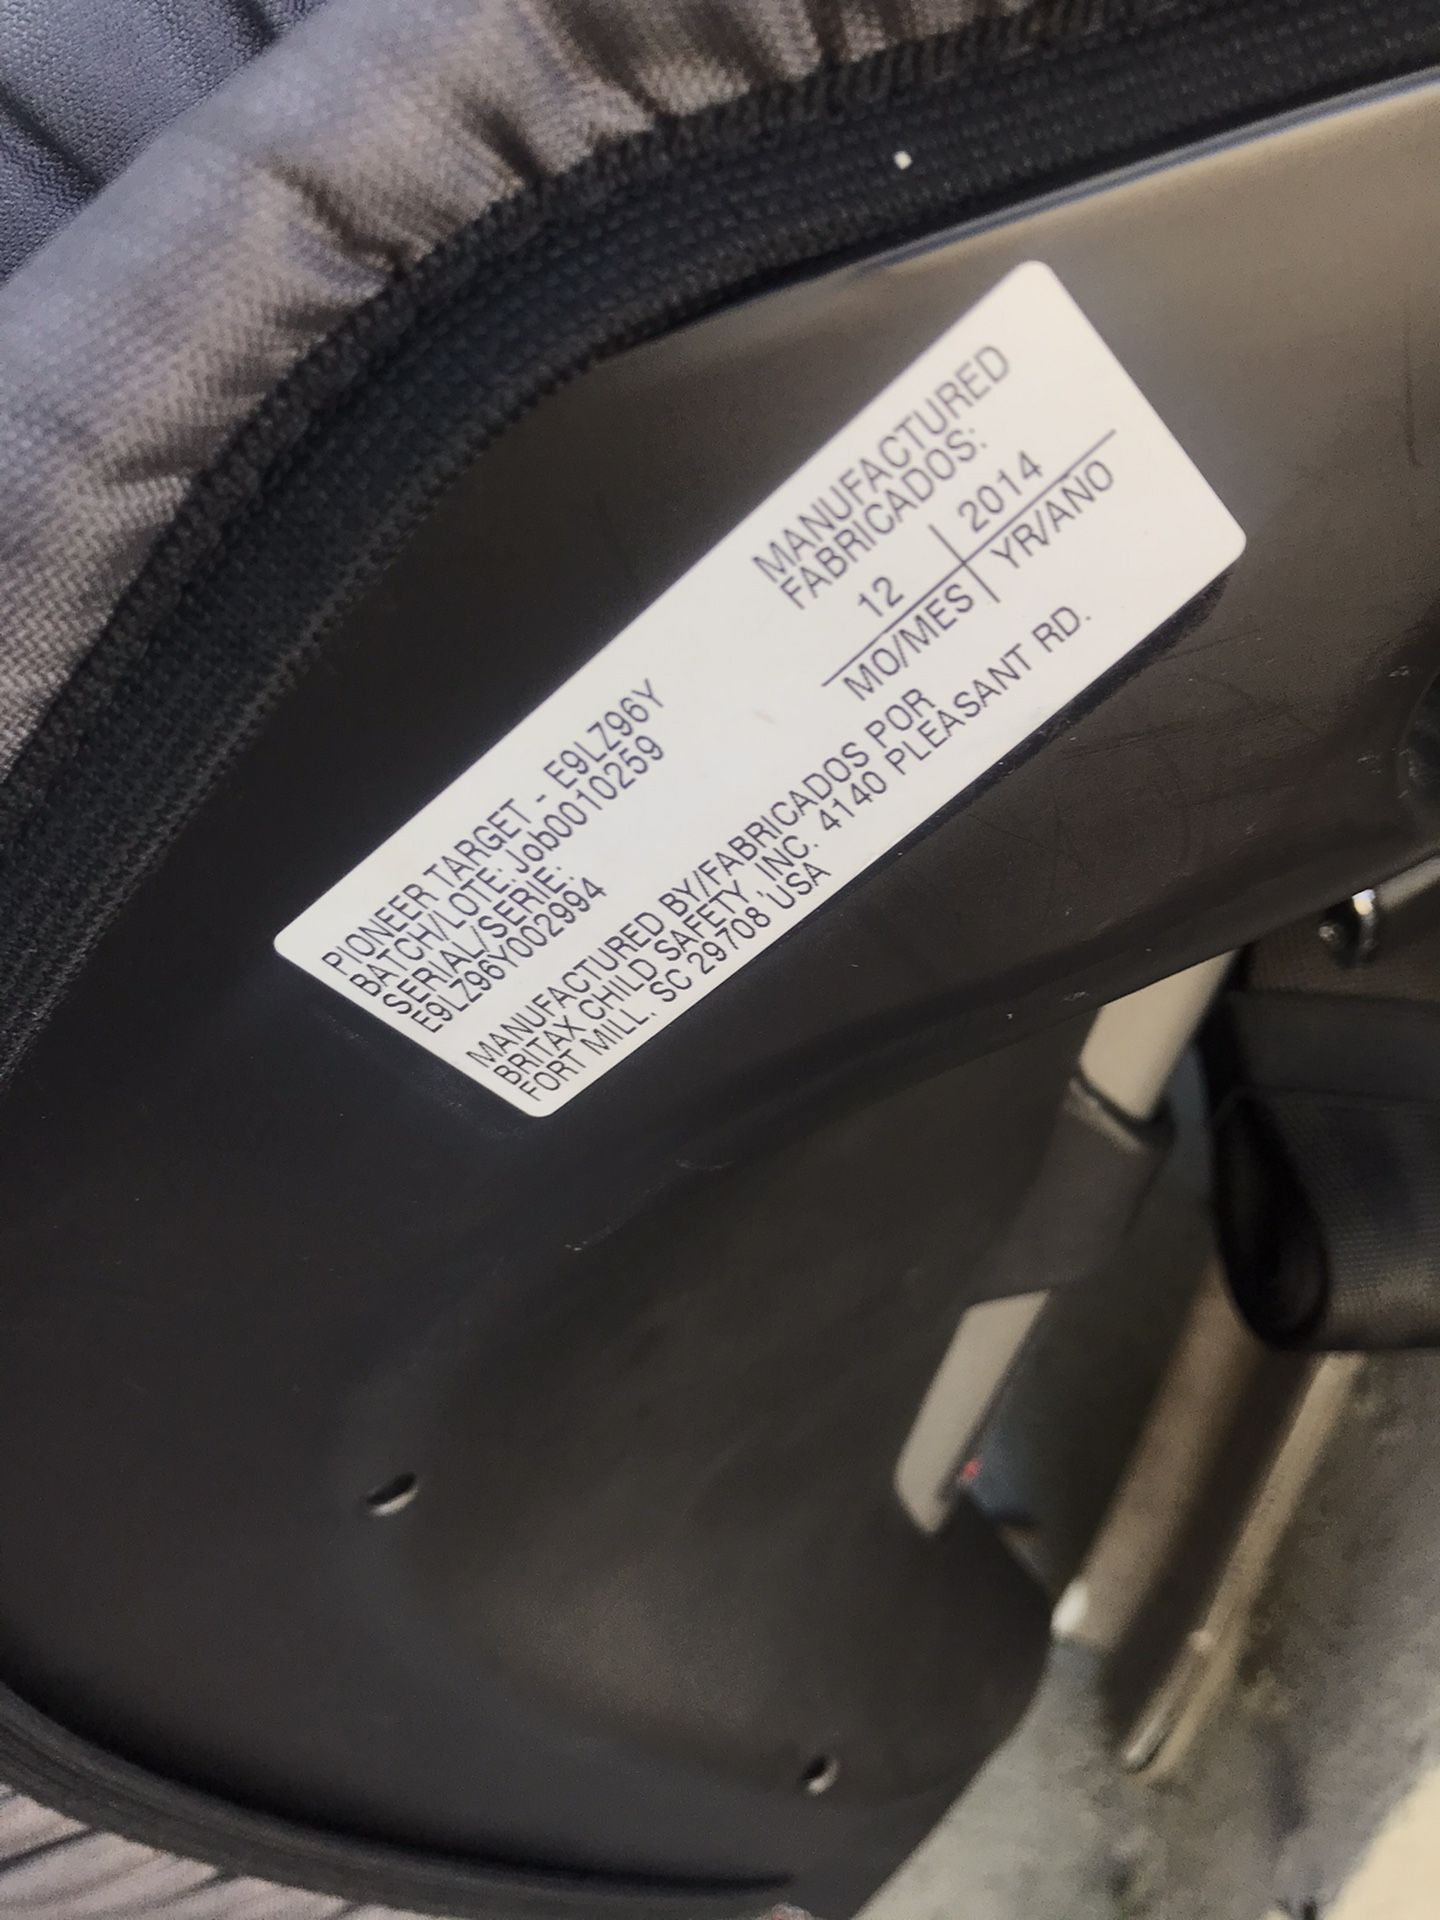 PIONEER TARGET - E9LZ96Y
BATCH/LOTE: Job0010259
SERIAL/SERIE:
E9LZ96Y002994
MANUFACTURED
FABRICADOS:
12 | 2014
MO/MES | YR/ANO
MANUFACTURED BY/FABRICADOS POR
BRITAX CHILD SAFETY, INC. 4140 PLEASANT RD.
FORT MILL, SC 29708 USA